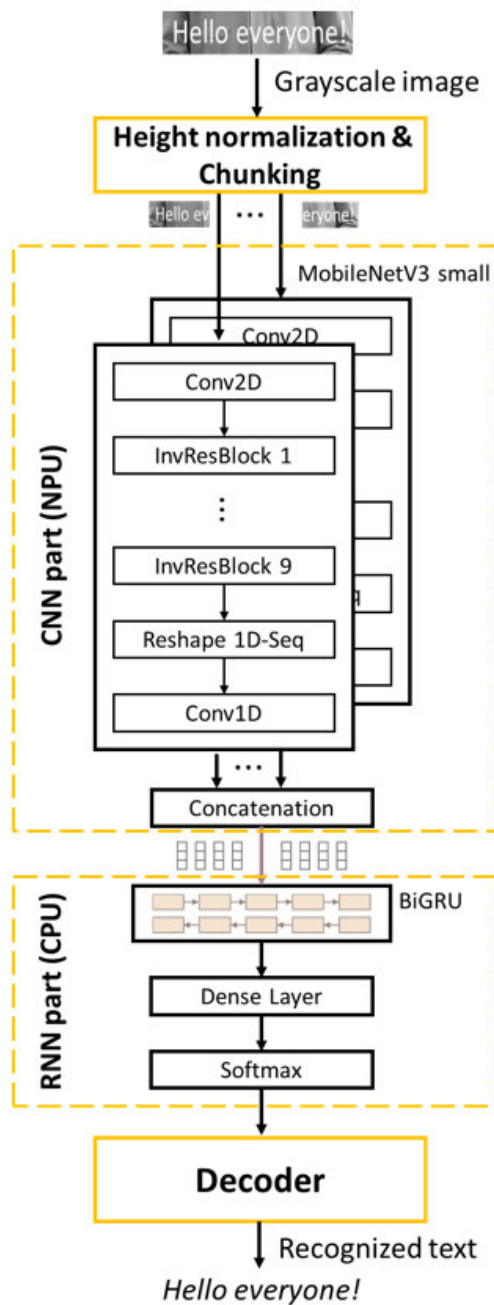 Hello everyone!
Grayscale image
Height normalization &
Chunking
Hello ev
... 
eryone!
MobileNetV3 small
Conv2D
CNN part (NPU)
Conv2D
InvResBlock 1
...
InvResBlock 9
Reshape 1D-Seq
q
Conv1D
...
Concatenation
RNN part (CPU)
BiGRU
Dense Layer
Softmax
Decoder
Recognized text
Hello everyone!